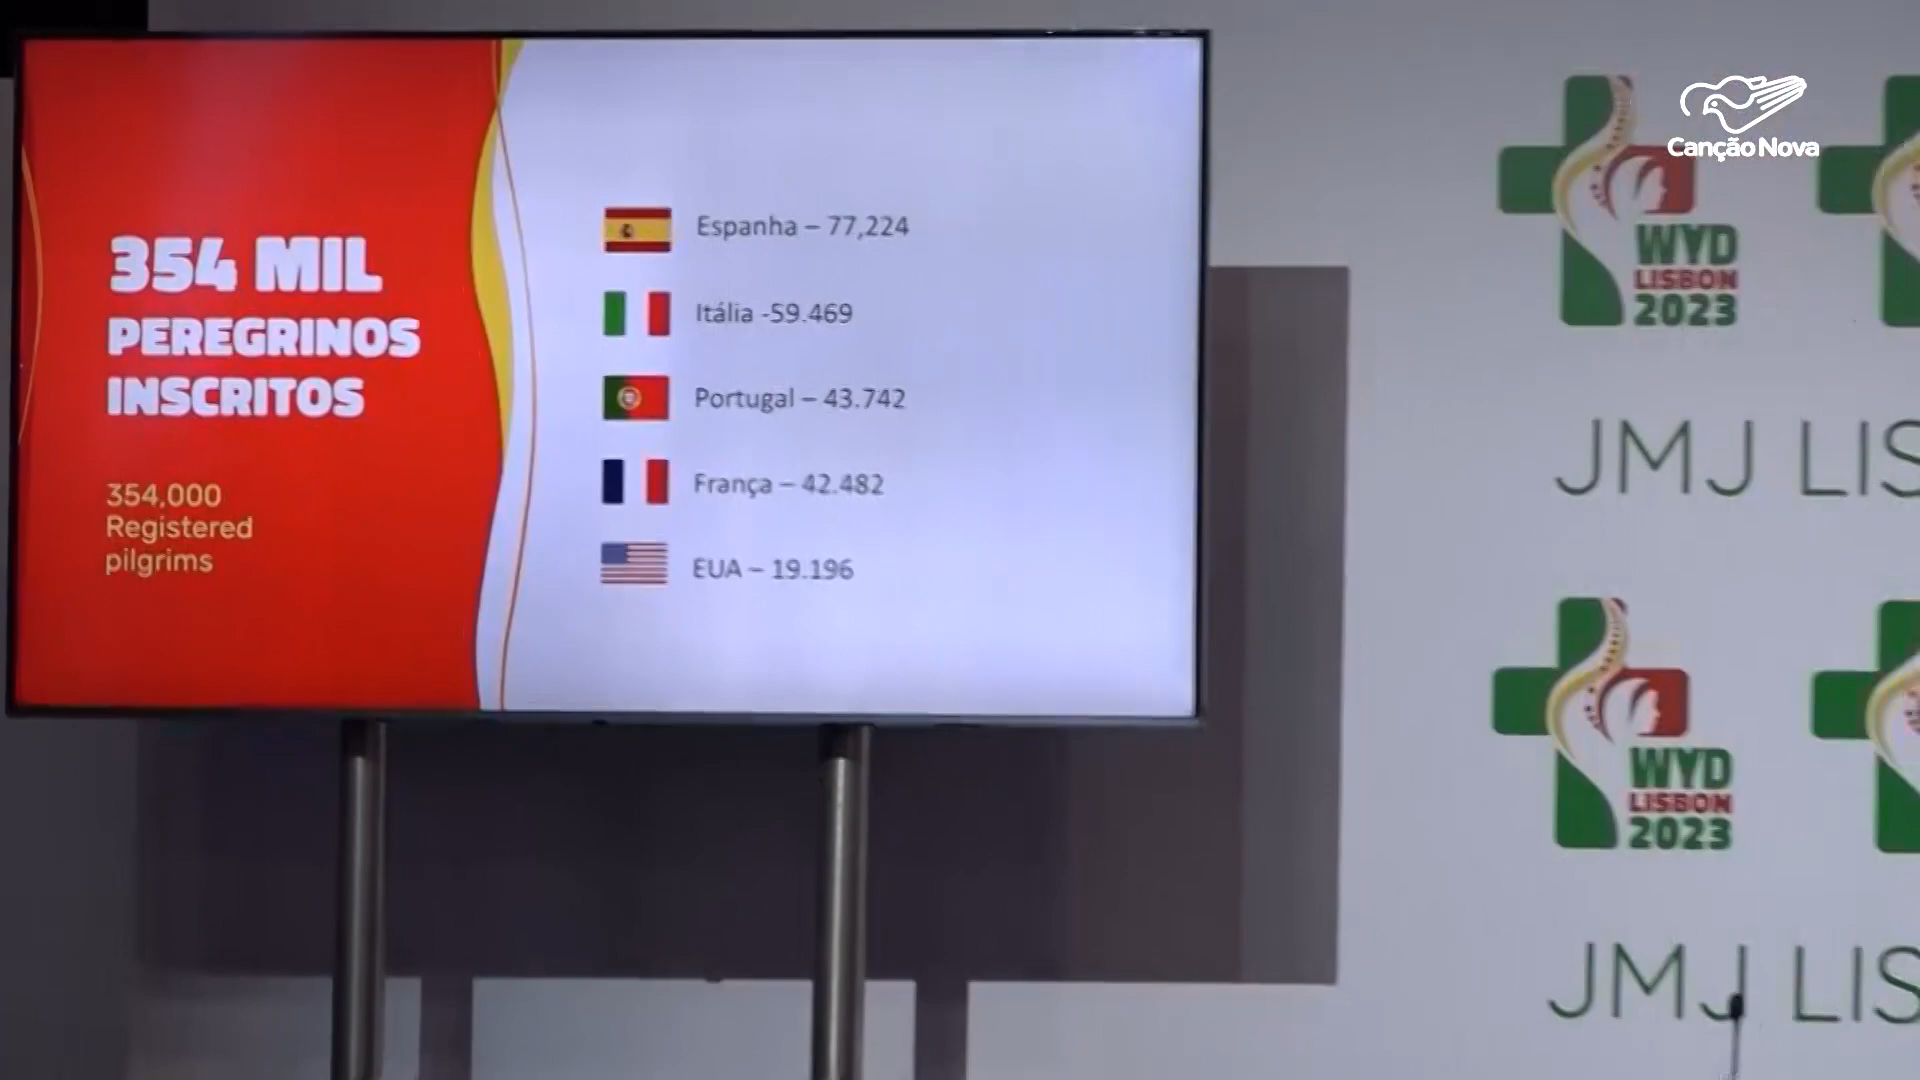 354 MIL
PEREGRINOS
INSCRITOS
354,000
Registered
pilgrims
Espanha – 77,224
Itália -59.469
Portugal – 43.742
França – 42.482
EUA – 19.196
Canção Nova
WYD
LISBON
2023
JMJ LIS
WYD
LISBON
2023
JMJ LIS